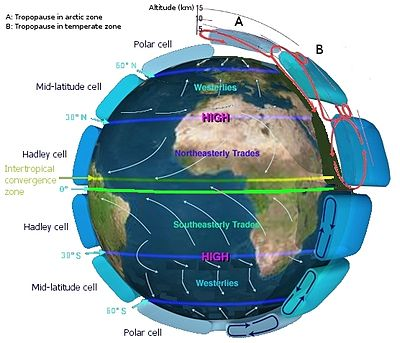 A: Tropopause in arctic zone
B: Tropopause in temperate zone
Altitude (km)
15
10
5
0
A
B
Polar cell
60° N
Mid-latitude cell
Westerlies
30° N
HIGH
Hadley cell
Northeasterly Trades
Intertropical
convergence
zone
0°
Hadley cell
Southeasterly Trades
30° S
HIGH
Mid-latitude cell
Westerlies
60° S
Polar cell